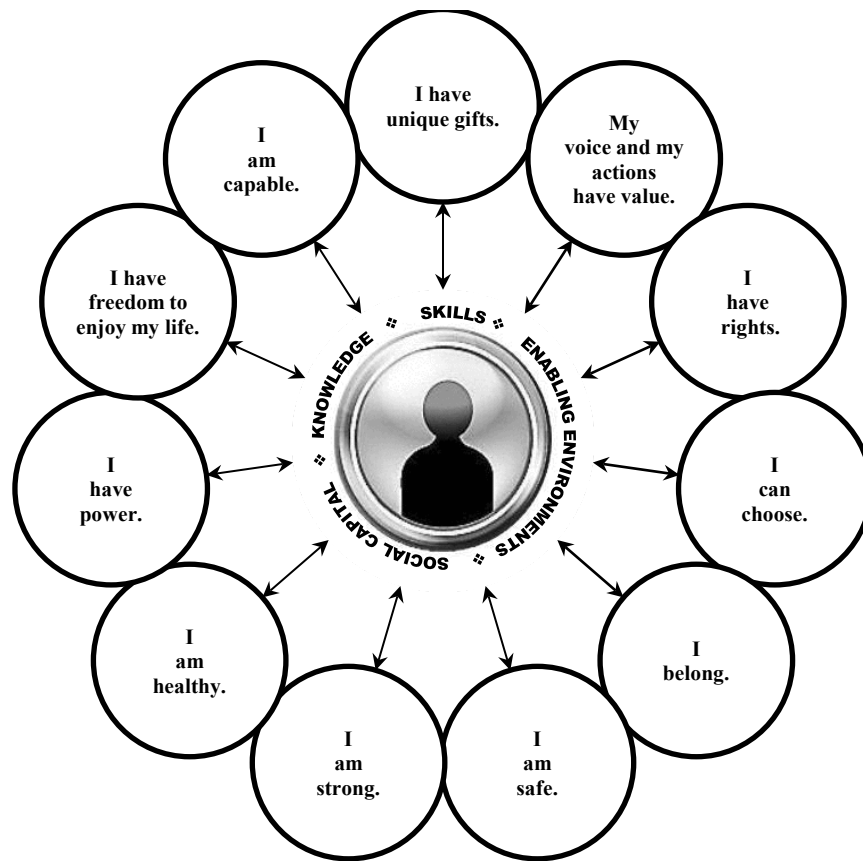 I have
unique gifts.
My
voice and my
actions
have value.
I
have
rights.
I
can
choose.
I
belong.
I
am
safe.
I
am
strong.
I
am
healthy.
I
have
power.
I have
freedom to
enjoy my life.
I
am
capable.
SKILLS
ENABLING ENVIRONMENTS
SOCIAL CAPITAL
KNOWLEDGE